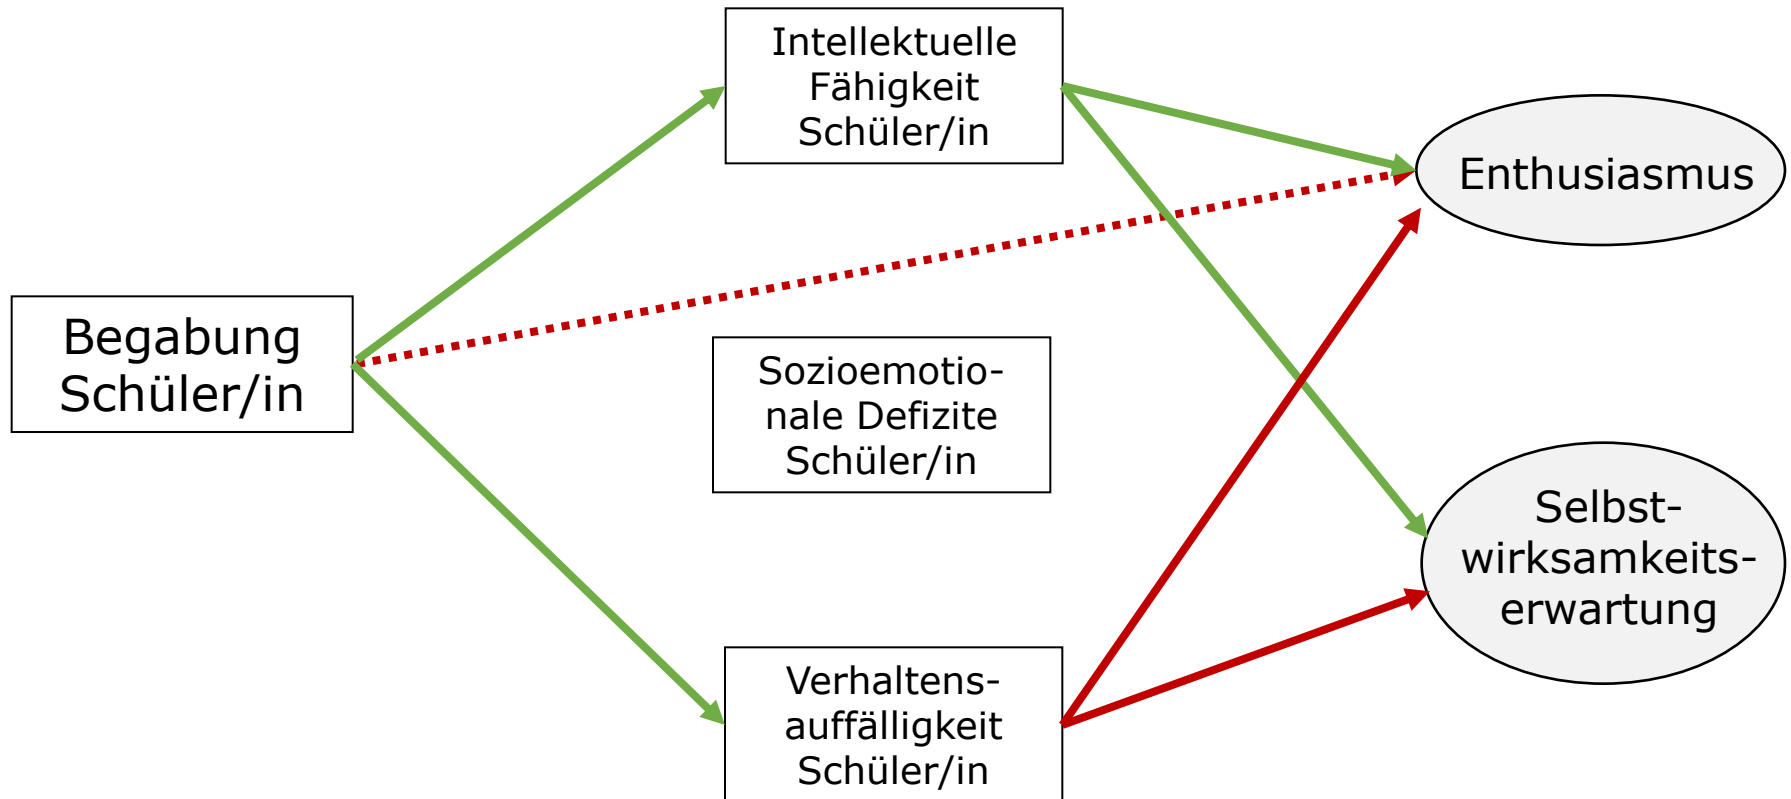 Intellektuelle
Fähigkeit
Schüler/in
Enthusiasmus
Begabung
Schüler/in
Sozioemotio-
nale Defizite
Schüler/in
Selbst-
wirksamkeits-
erwartung
Verhaltens-
auffälligkeit
Schüler/in